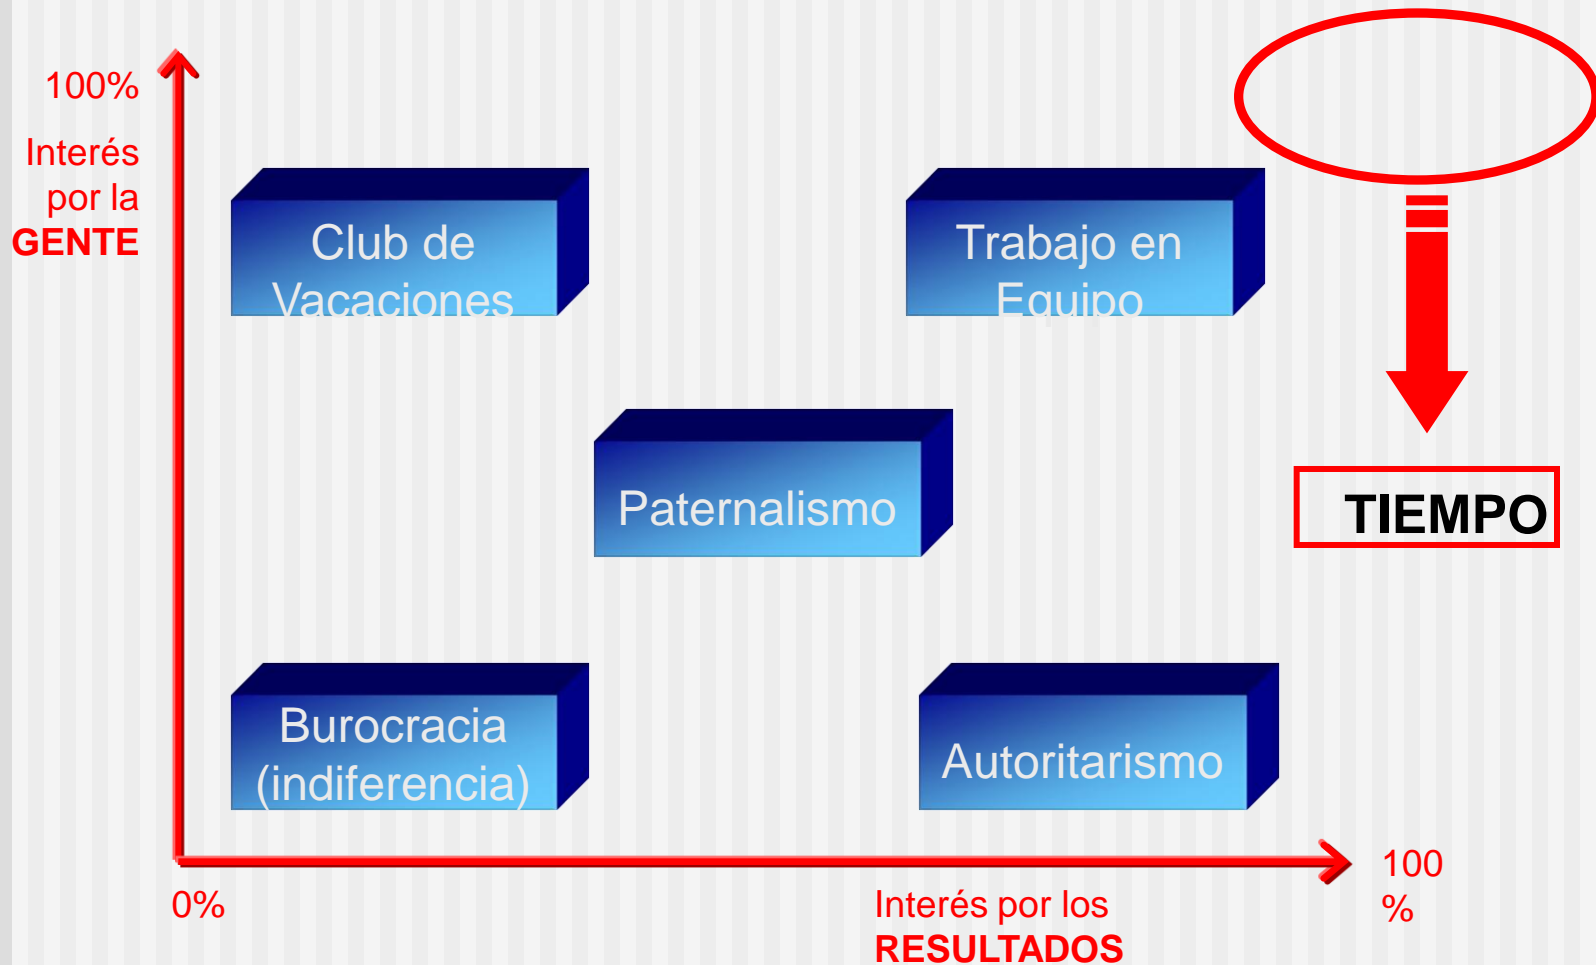 100%
Interés
por la
GENTE
Club de
Vacaciones
Trabajo en
Equipo
Paternalismo
TIEMPO
Burocracia
(indiferencia)
Autoritarismo
0%
Interés por los
RESULTADOS
100
%